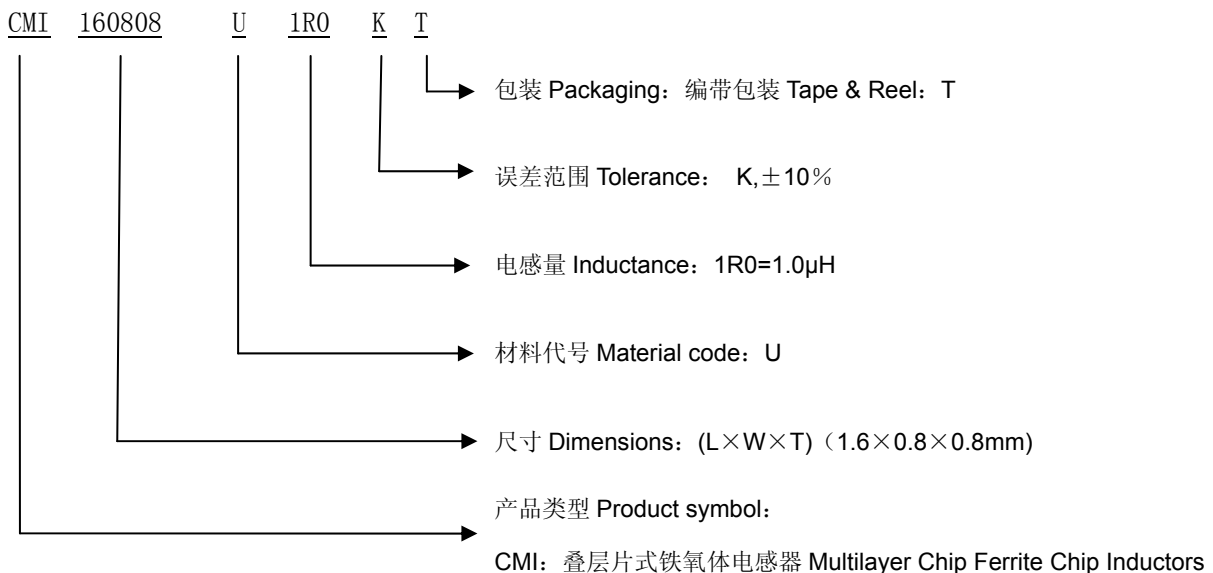 CMI 160808 U 1R0 K T
包装 Packaging：编带包装 Tape & Reel：T
误差范围 Tolerance： K,±10％
电感量 Inductance：1R0=1.0μH
材料代号 Material code：U
尺寸 Dimensions：(L×W×T)（1.6×0.8×0.8mm)
产品类型 Product symbol：
CMI：叠层片式铁氧体电感器 Multilayer Chip Ferrite Chip Inductors